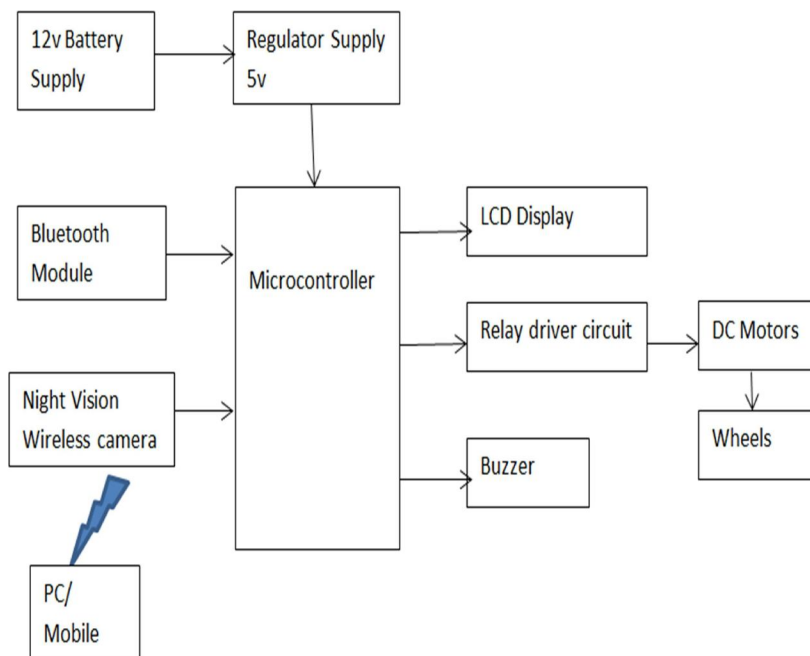 12v Battery
Supply
Regulator Supply
5v
Bluetooth
Module
Microcontroller
LCD Display
Relay driver circuit
DC Motors
Night Vision
Wireless camera
Wheels
Buzzer
PC/
Mobile